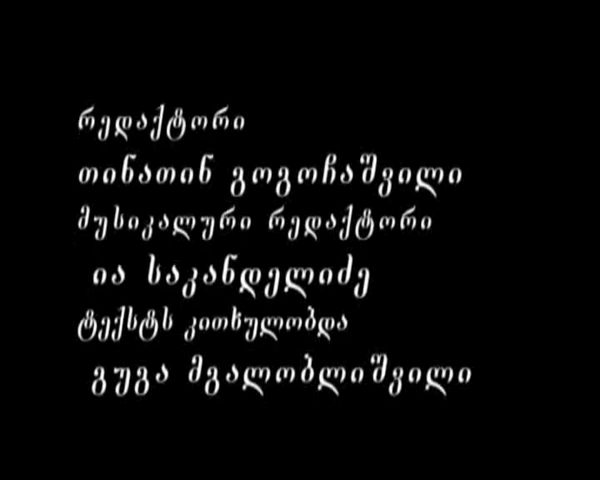 რედაქტორი
თინათინ გოგოჩაშვილი
მუსიკალური რედაქტორი
ია საკანდელიძე
ტექსტს კითხულობდა
გუგა მგალობლიშვილი